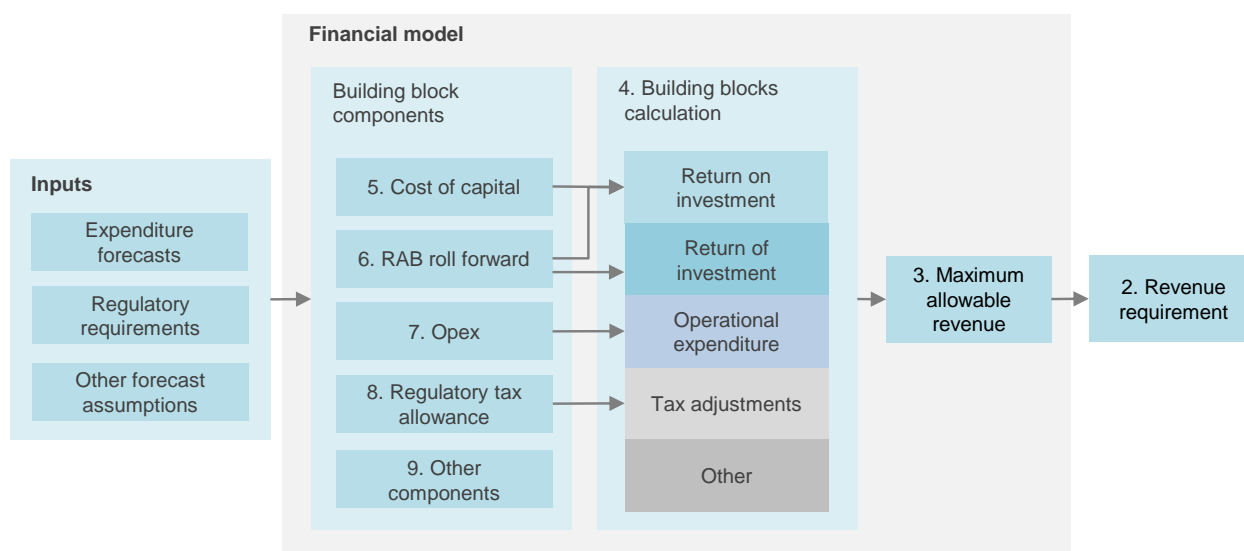 Financial model
Inputs
Expenditure
forecasts
Regulatory
requirements
Other forecast
assumptions
Building block
components
5. Cost of capital
6. RAB roll forward
7. Opex
8. Regulatory tax
allowance
9. Other
components
4. Building blocks
calculation
Return on
investment
Return of
investment
Operational
expenditure
Tax adjustments
Other
3. Maximum
allowable
revenue
2. Revenue
requirement